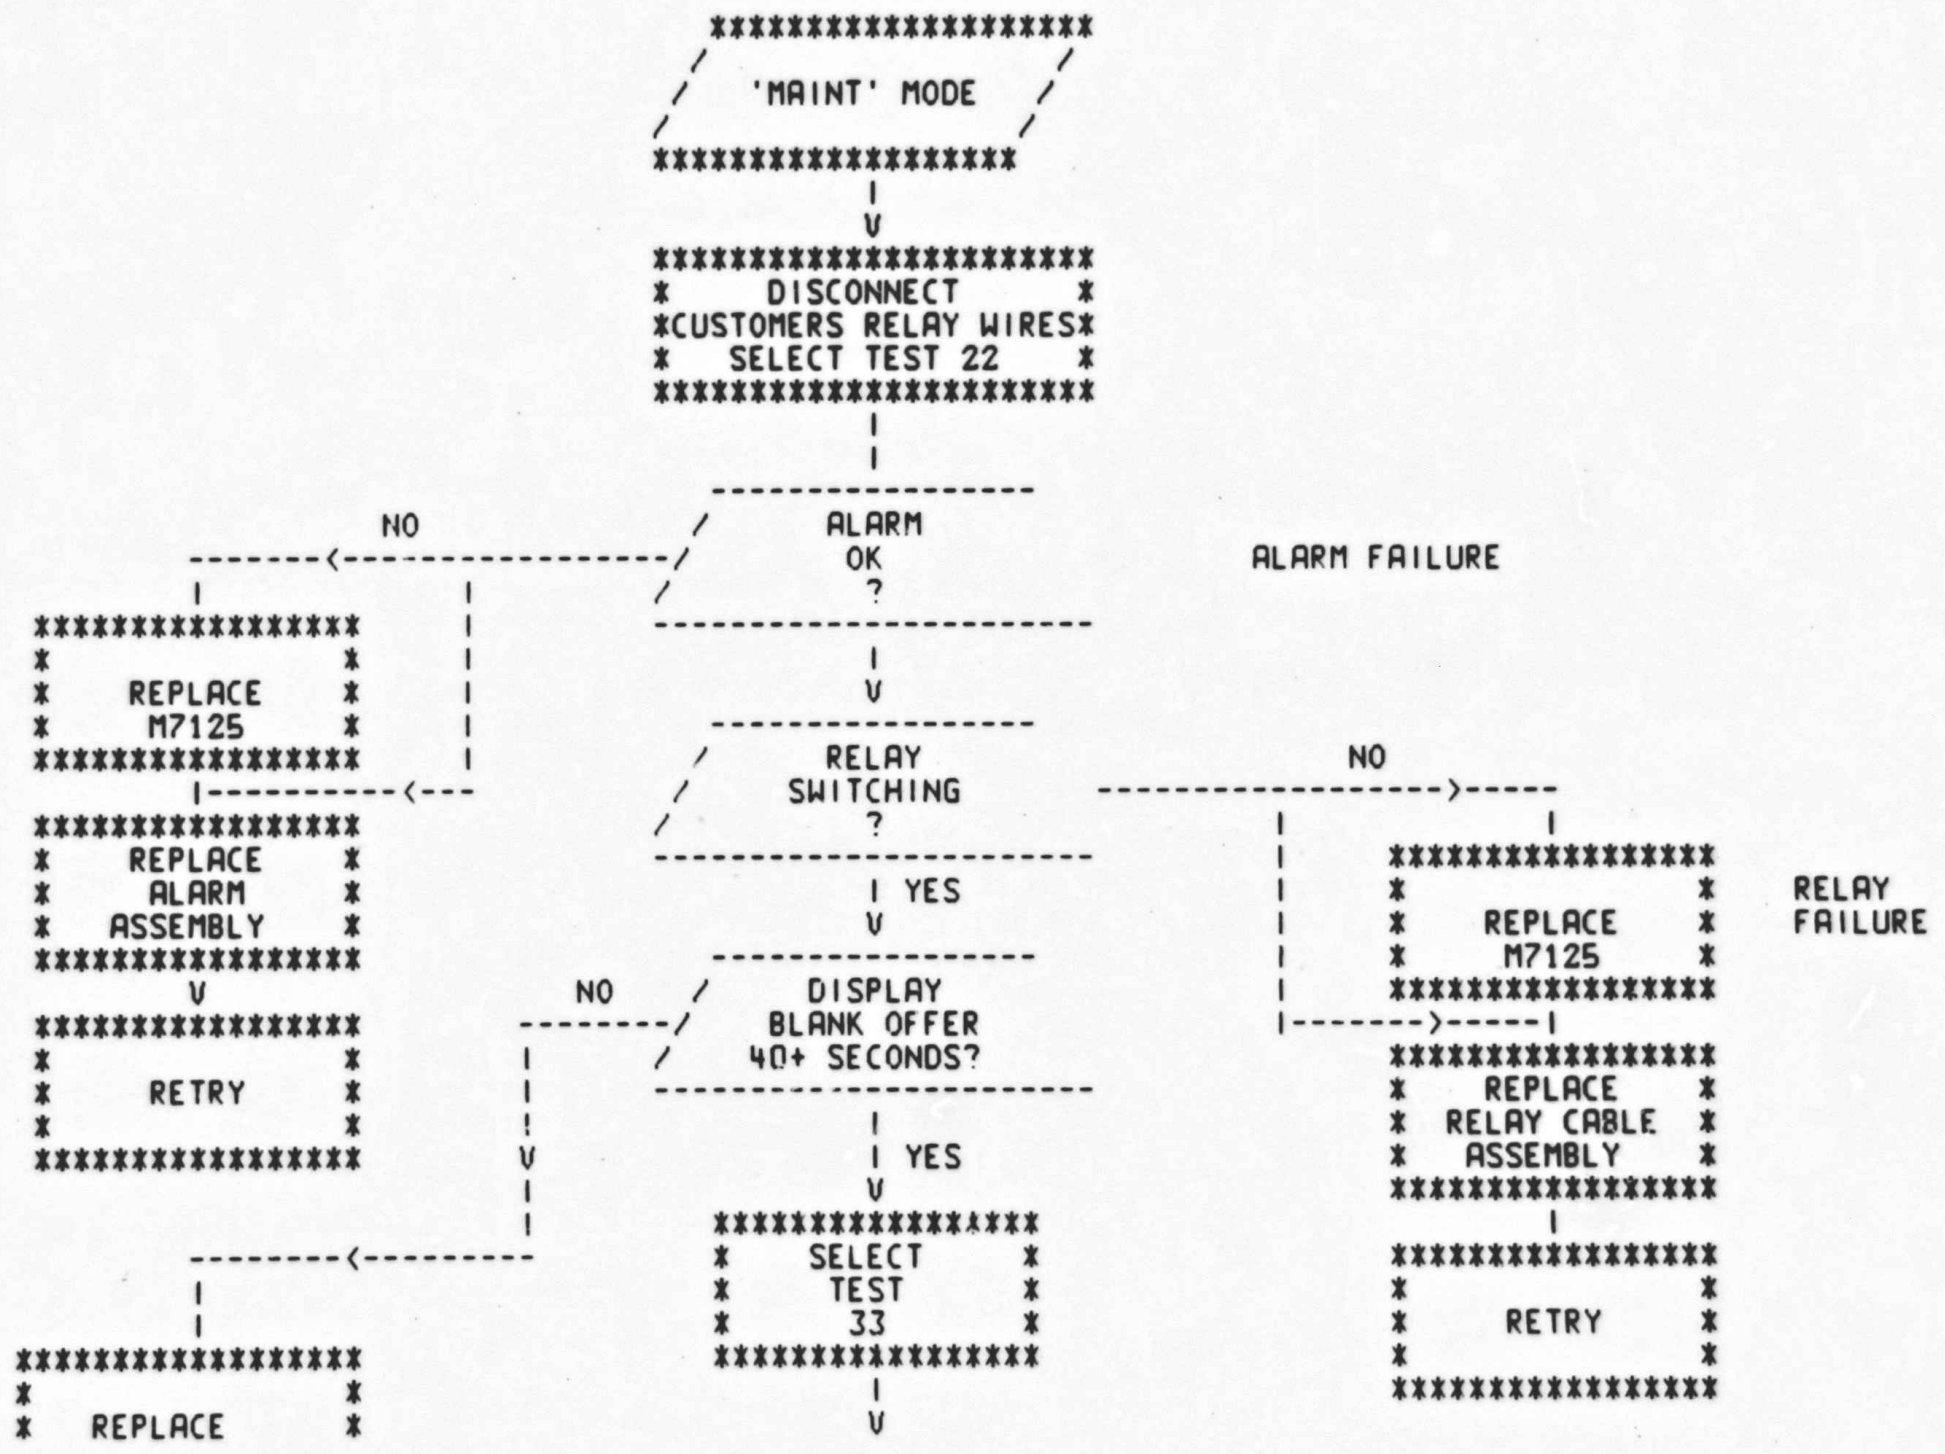 'MAINT' MODE
DISCONNECT
CUSTOMERS RELAY WIRES
SELECT TEST 22
NO
ALARM
OK
?
ALARM FAILURE
REPLACE
M7125
RELAY
SWITCHING
?
NO
REPLACE
ALARM
ASSEMBLY
YES
REPLACE
M7125
RELAY
FAILURE
NO
DISPLAY
BLANK OFFER
40+ SECONDS?
RETRY
REPLACE
RELAY CABLE
ASSEMBLY
YES
SELECT
TEST
33
RETRY
REPLACE